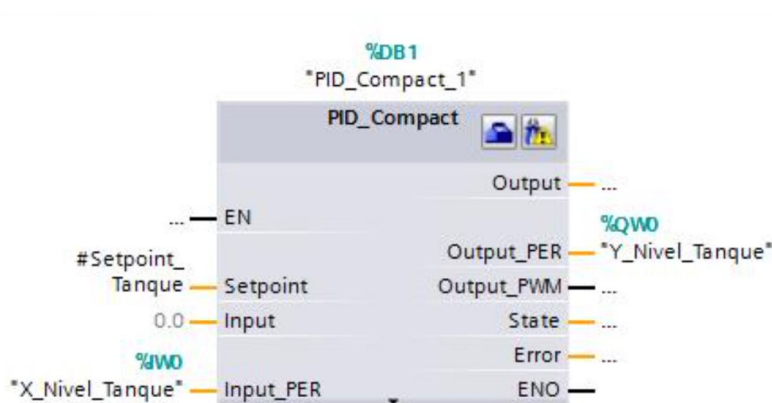 %DB1
"PID_Compact_1"
PID_Compact
Output ...
... EN
%QW0
Output_PER "Y_Nivel_Tanque"
#Setpoint_
Tanque Setpoint
Output_PWM ...
0.0 Input
State ...
Error ...
%IW0
"X_Nivel_Tanque" Input_PER
ENO